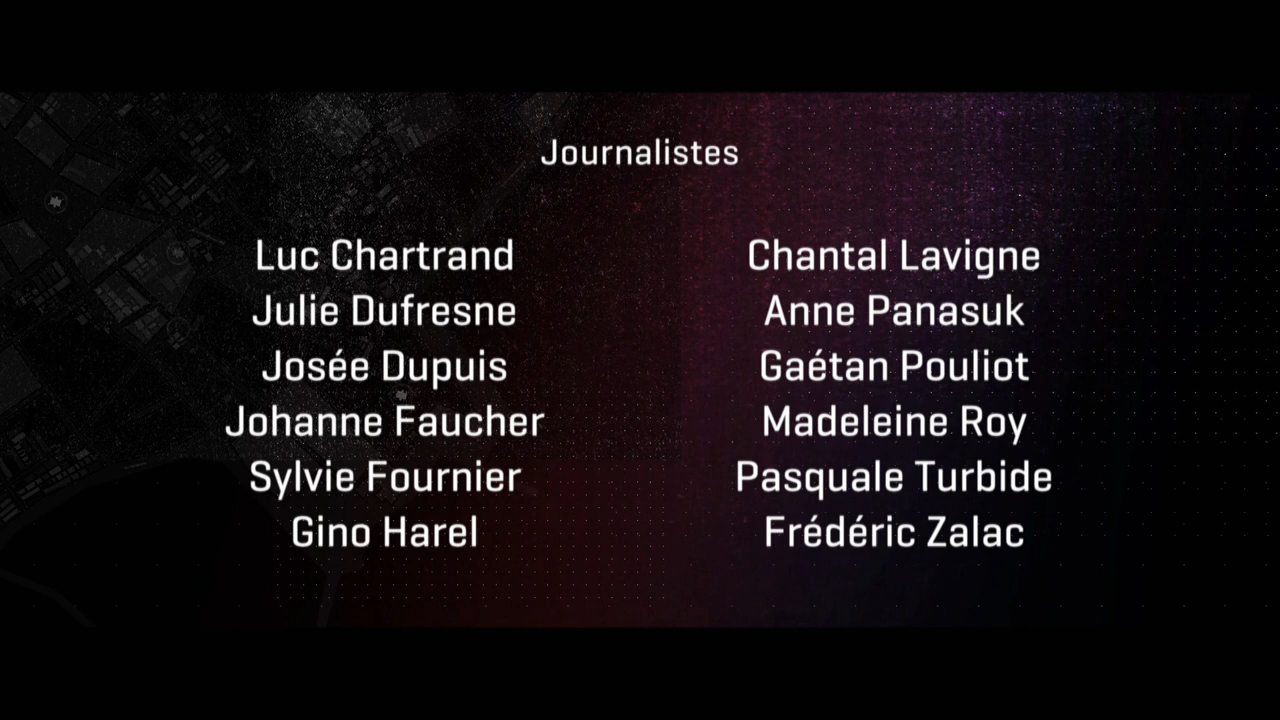 Journalistes
Luc Chartrand
Julie Dufresne
Josée Dupuis
Johanne Faucher
Sylvie Fournier
Gino Harel
Chantal Lavigne
Anne Panasuk
Gaétan Pouliot
Madeleine Roy
Pasquale Turbide
Frédéric Zalac